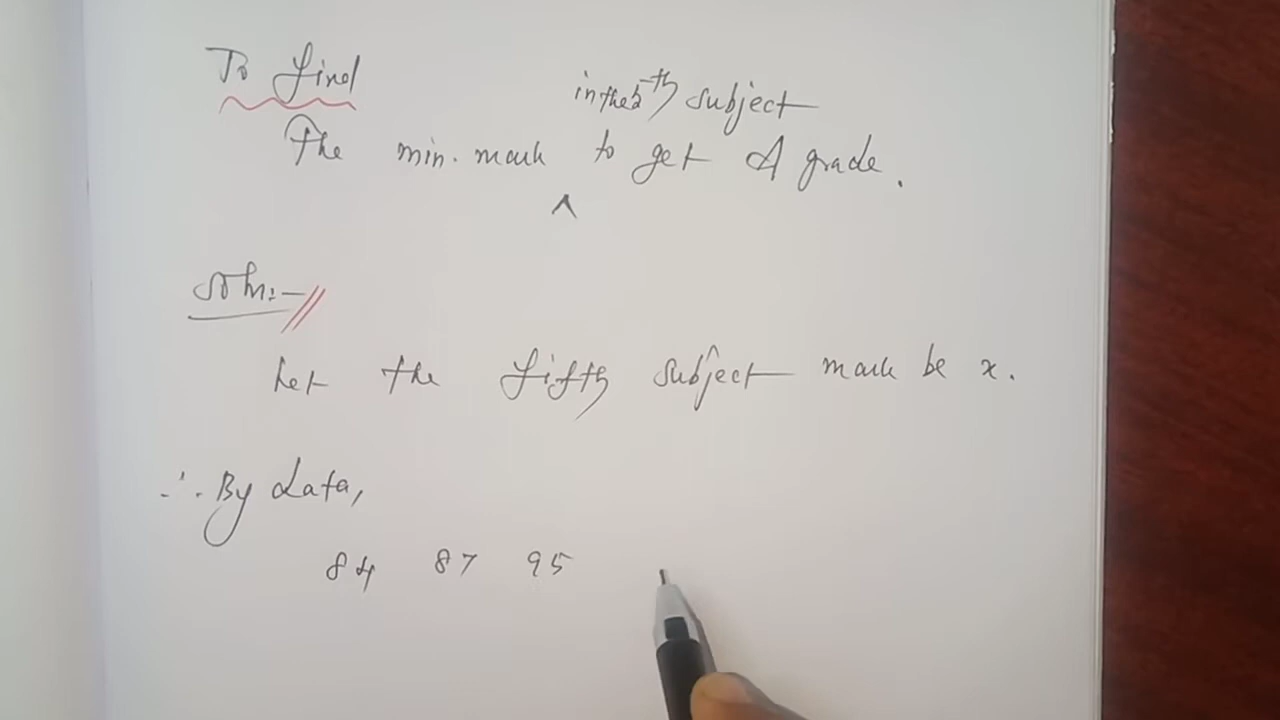 To find
in the 5th subject
The min. mark to get A grade.
^
Soln:-
Let the fifth subject mark be x.
∴ By data,
84 87 95